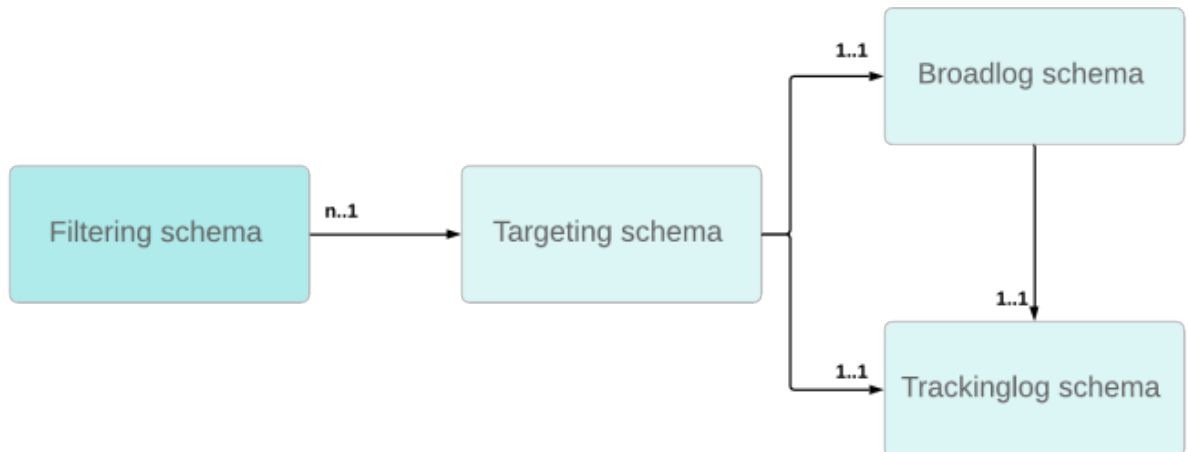 1..1
Broadlog schema
Filtering schema
n..1
Targeting schema
1..1
1..1
Trackinglog schema